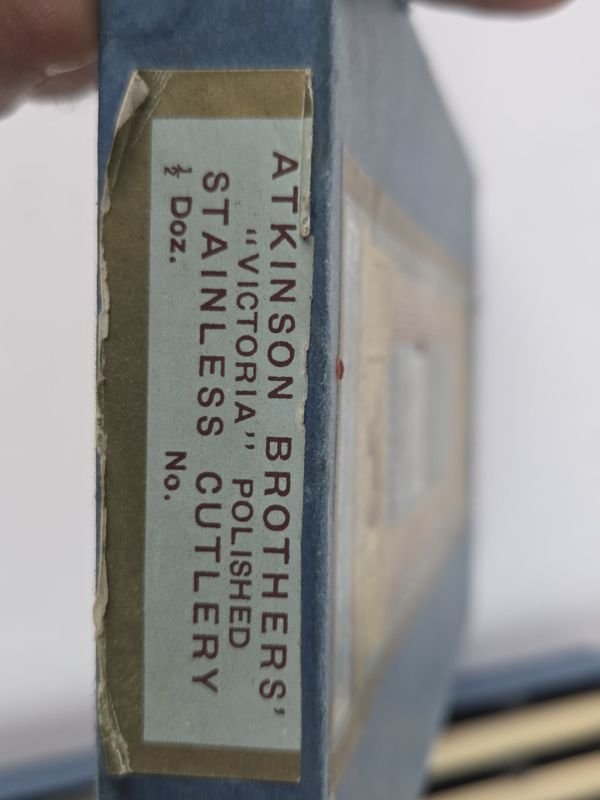 ATKINSON BROTHERS'
"VICTORIA" POLISHED
STAINLESS CUTLERY
½ Doz. No.